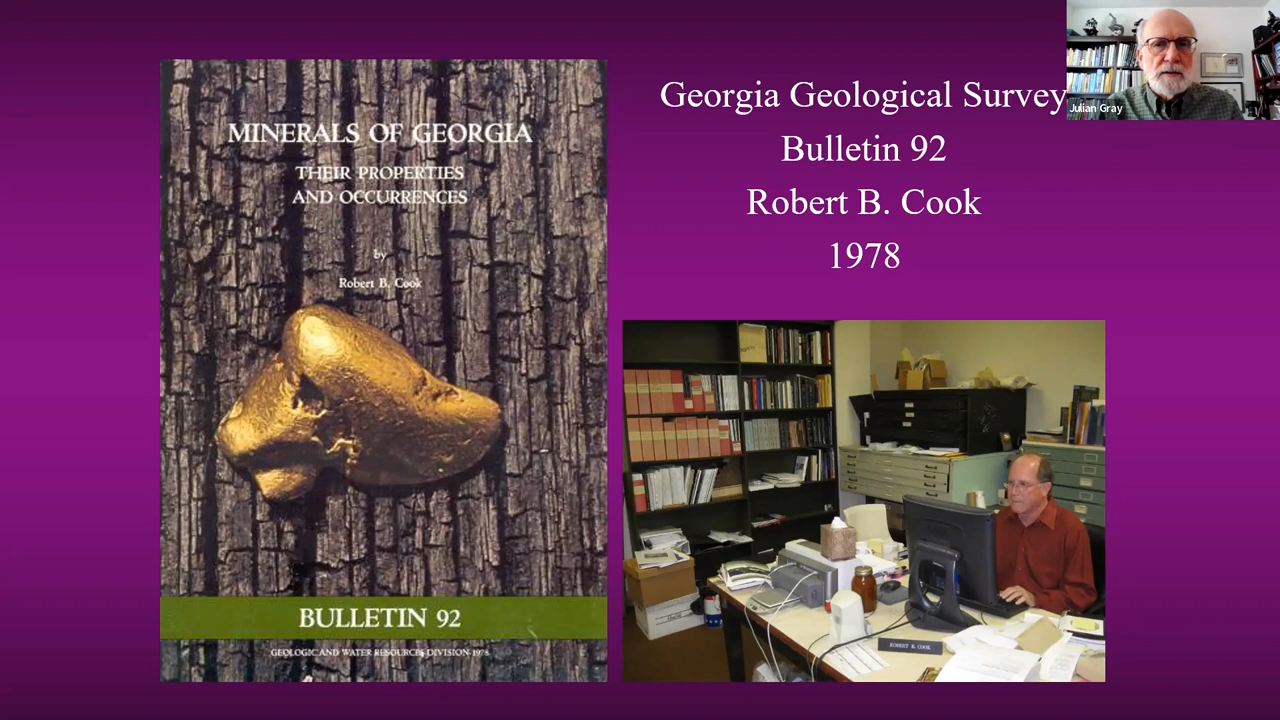 MINERALS OF GEORGIA
THEIR PROPERTIES
AND OCCURRENCES
by
Robert B. Cook
BULLETIN 92
GEOLOGIC AND WATER RESOURCES DIVISION 1978
Georgia Geological Survey
Bulletin 92
Robert B. Cook
1978
Julian Gray
ROBERT B. COOK